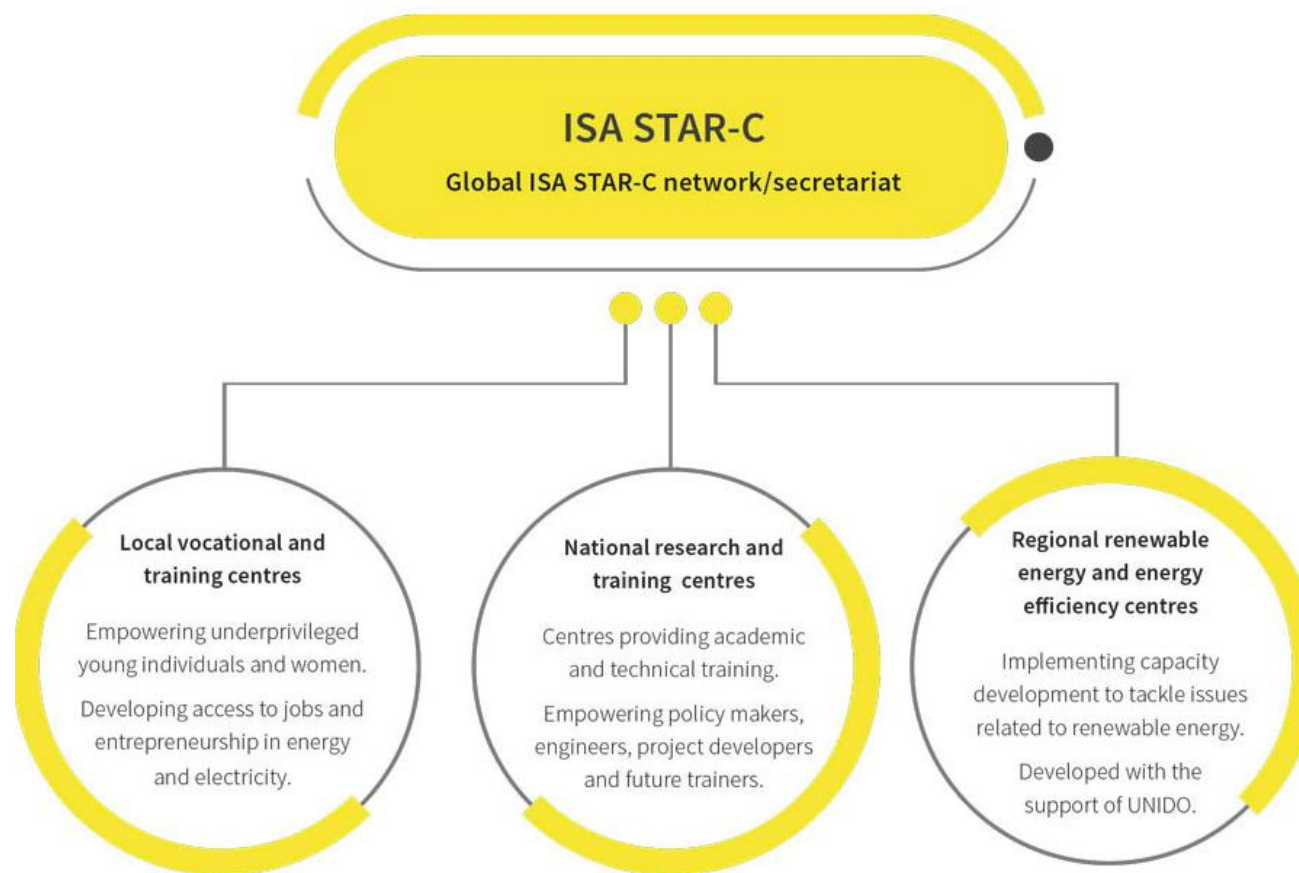 ISA STAR-C
Global ISA STAR-C network/secretariat
Local vocational and
training centres
Empowering underprivileged
young individuals and women.
Developing access to jobs and
entrepreneurship in energy
and electricity.
National research and
training centres
Centres providing academic
and technical training.
Empowering policy makers,
engineers, project developers
and future trainers.
Regional renewable
energy and energy
efficiency centres
Implementing capacity
development to tackle issues
related to renewable energy.
Developed with the
support of UNIDO.